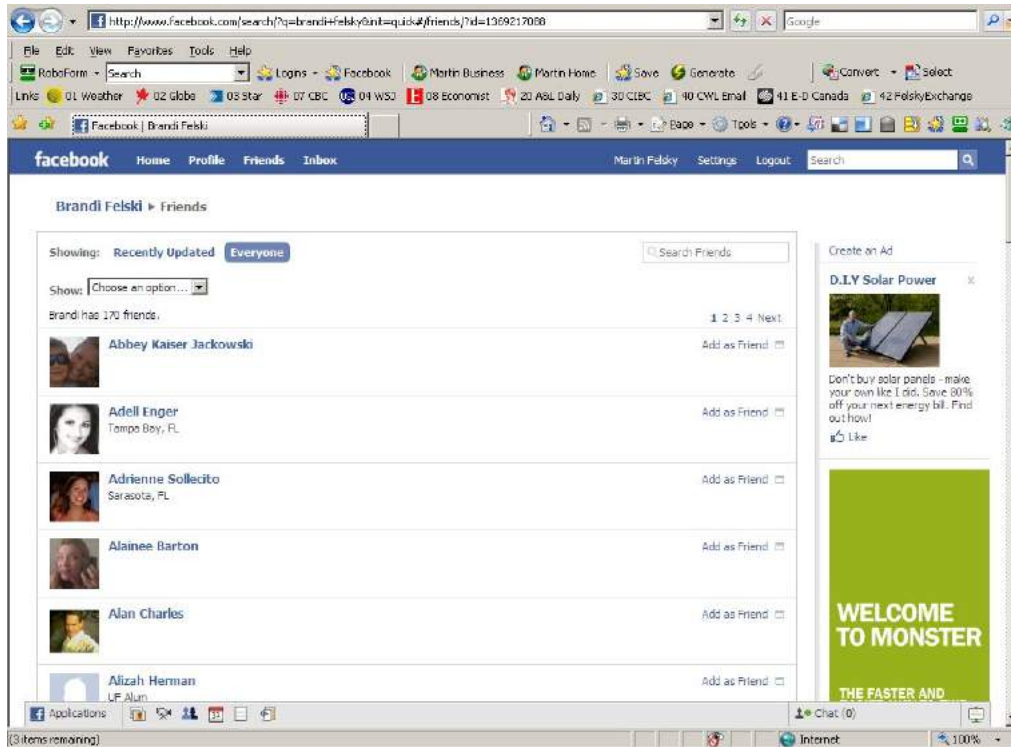 http://www.facebook.com/search/?q=brandi+felsky&init=quick#/friends/?id=1369217088
Google
File Edit View Favorites Tools Help
RoboForm Search Logins Facebook Martin Business Martin Home Save Generate Convert Select
Links 01 Weather 02 Globe 03 Star 07 CBC 04 WSJ 08 Economist 20 A&L Daily 30 CIBC 40 CWL Email 41 E-D Canada 42 FelskyExchange
Facebook | Brandi Felski
Page Tools
facebook Home Profile Friends Inbox Martin Felsky Settings Logout Search
Brandi Felski Friends
Showing: Recently Updated Everyone Search Friends
Show: Choose an option...
Brandi has 170 friends.
1 2 3 4 Next
Abbey Kaiser Jackowski
Add as Friend
Adell Enger
Tampa Bay, FL
Add as Friend
Adrienne Sollecito
Sarasota, FL
Add as Friend
Alainee Barton
Add as Friend
Alan Charles
Add as Friend
Alizah Herman
UF Alum
Add as Friend
Create an Ad
D.I.Y Solar Power x
Don't buy solar panels - make
your own like I did. Save 80%
off your next energy bill. Find
out how!
Like
WELCOME
TO MONSTER
THE FASTER AND
Applications
Chat (0)
(3 items remaining) Internet 100%